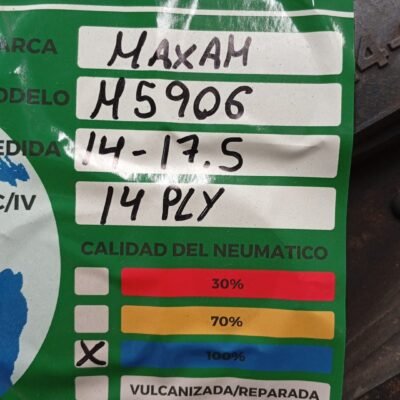 ARCA MAXAM
ODELO M5906
EDIDA 14-17.5
C/IV 14 PLY
CALIDAD DEL NEUMATICO
30%
70%
X 100%
VULCANIZADA/REPARADA